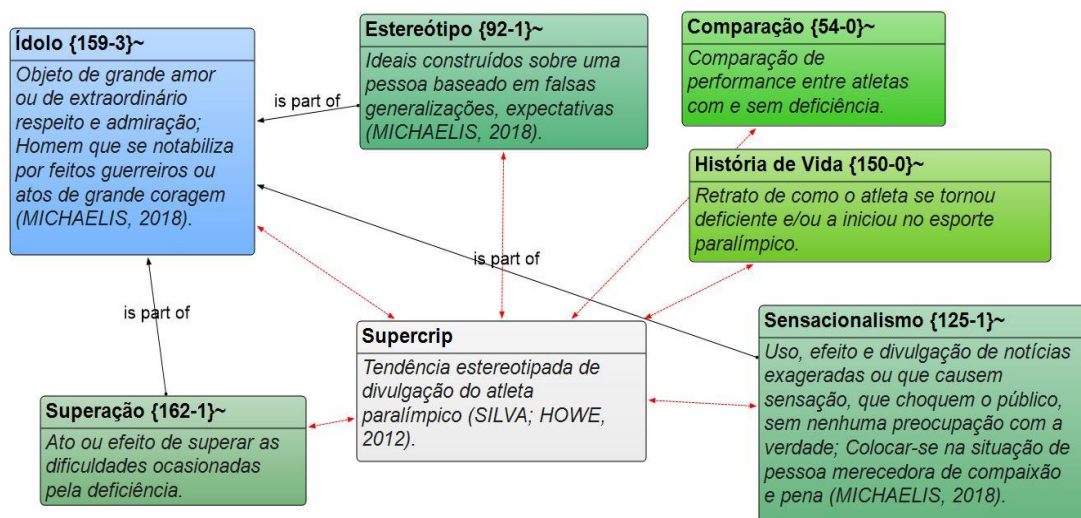 Ídolo {159-3}~
Objeto de grande amor
ou de extraordinário
respeito e admiração;
Homem que se notabiliza
por feitos guerreiros ou
atos de grande coragem
(MICHAELIS, 2018).
is part of
Estereótipo {92-1}~
Ideais construídos sobre uma
pessoa baseado em falsas
generalizações, expectativas
(MICHAELIS, 2018).
Comparação {54-0}~
Comparação de
performance entre atletas
com e sem deficiência.
História de Vida {150-0}~
Retrato de como o atleta se tornou
deficiente e/ou a iniciou no esporte
paralímpico.
is part of
is part of
Supercrip
Tendência estereotipada de
divulgação do atleta
paralímpico (SILVA; HOWE,
2012).
Sensacionalismo {125-1}~
Uso, efeito e divulgação de notícias
exageradas ou que causem
sensação, que choquem o público,
sem nenhuma preocupação com a
verdade; Colocar-se na situação de
pessoa merecedora de compaixão
e pena (MICHAELIS, 2018).
Superação {162-1}~
Ato ou efeito de superar as
dificuldades ocasionadas
pela deficiência.